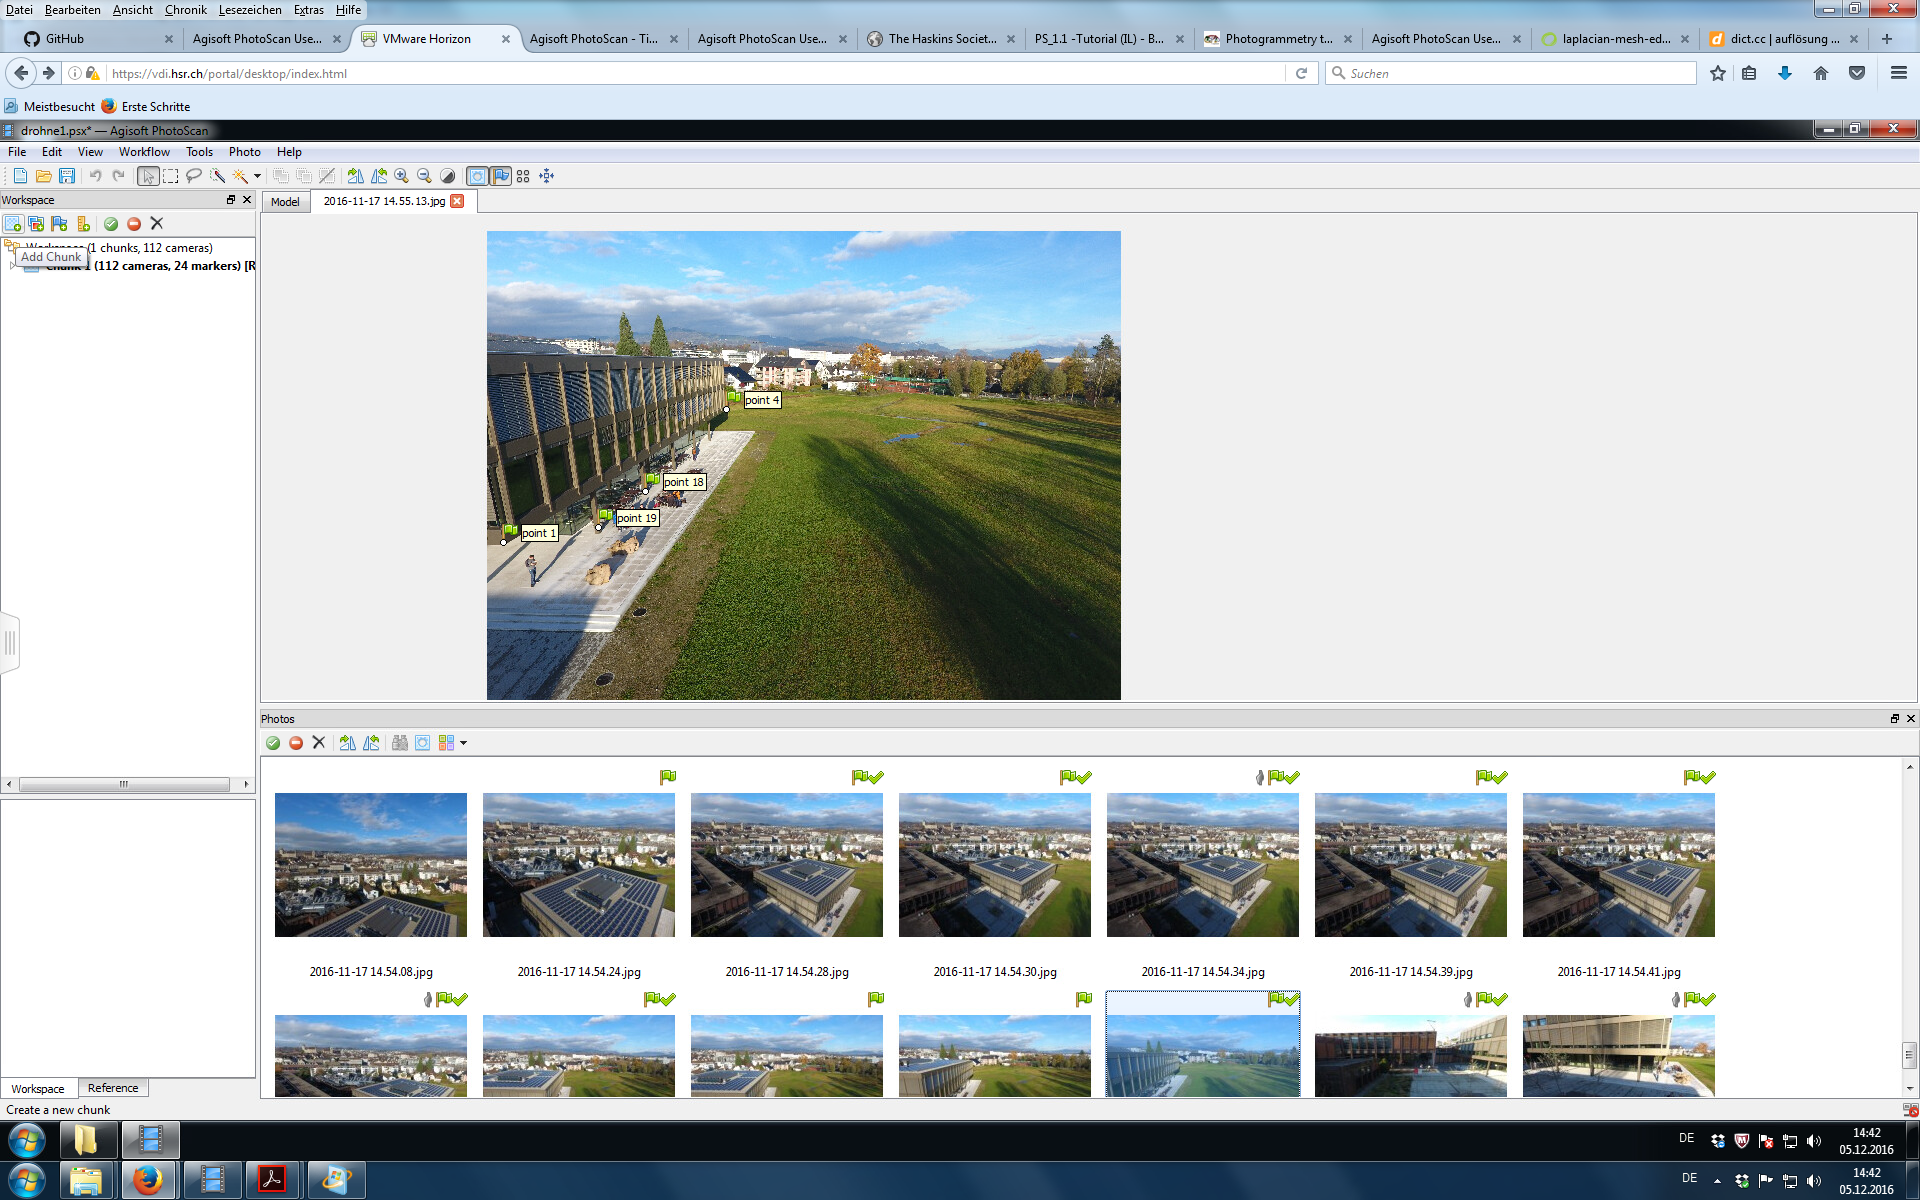 Datei Bearbeiten Ansicht Chronik Lesezeichen Extras Hilfe
GitHub Agisoft PhotoScan Use... VMware Horizon Agisoft PhotoScan - Ti... Agisoft PhotoScan Use... The Haskins Societ... PS_1.1 -Tutorial (IL) - B... Photogrammetry t... Agisoft PhotoScan Use... laplacian-mesh-ed... dict.cc | auflösung ...
https://vdi.hsr.ch/portal/desktop/index.html Suchen
Meistbesucht Erste Schritte
drohne1.psx* — Agisoft PhotoScan
File Edit View Workflow Tools Photo Help
Workspace
Model 2016-11-17 14.55.13.jpg
Workspace (1 chunks, 112 cameras)
Add Chunk
Chunk 1 (112 cameras, 24 markers) [R
point 4
point 18
point 19
point 1
Photos
2016-11-17 14.54.08.jpg 2016-11-17 14.54.24.jpg 2016-11-17 14.54.28.jpg 2016-11-17 14.54.30.jpg 2016-11-17 14.54.34.jpg 2016-11-17 14.54.39.jpg 2016-11-17 14.54.41.jpg
Workspace Reference
Create a new chunk
DE 14:42
05.12.2016
DE 14:42
05.12.2016